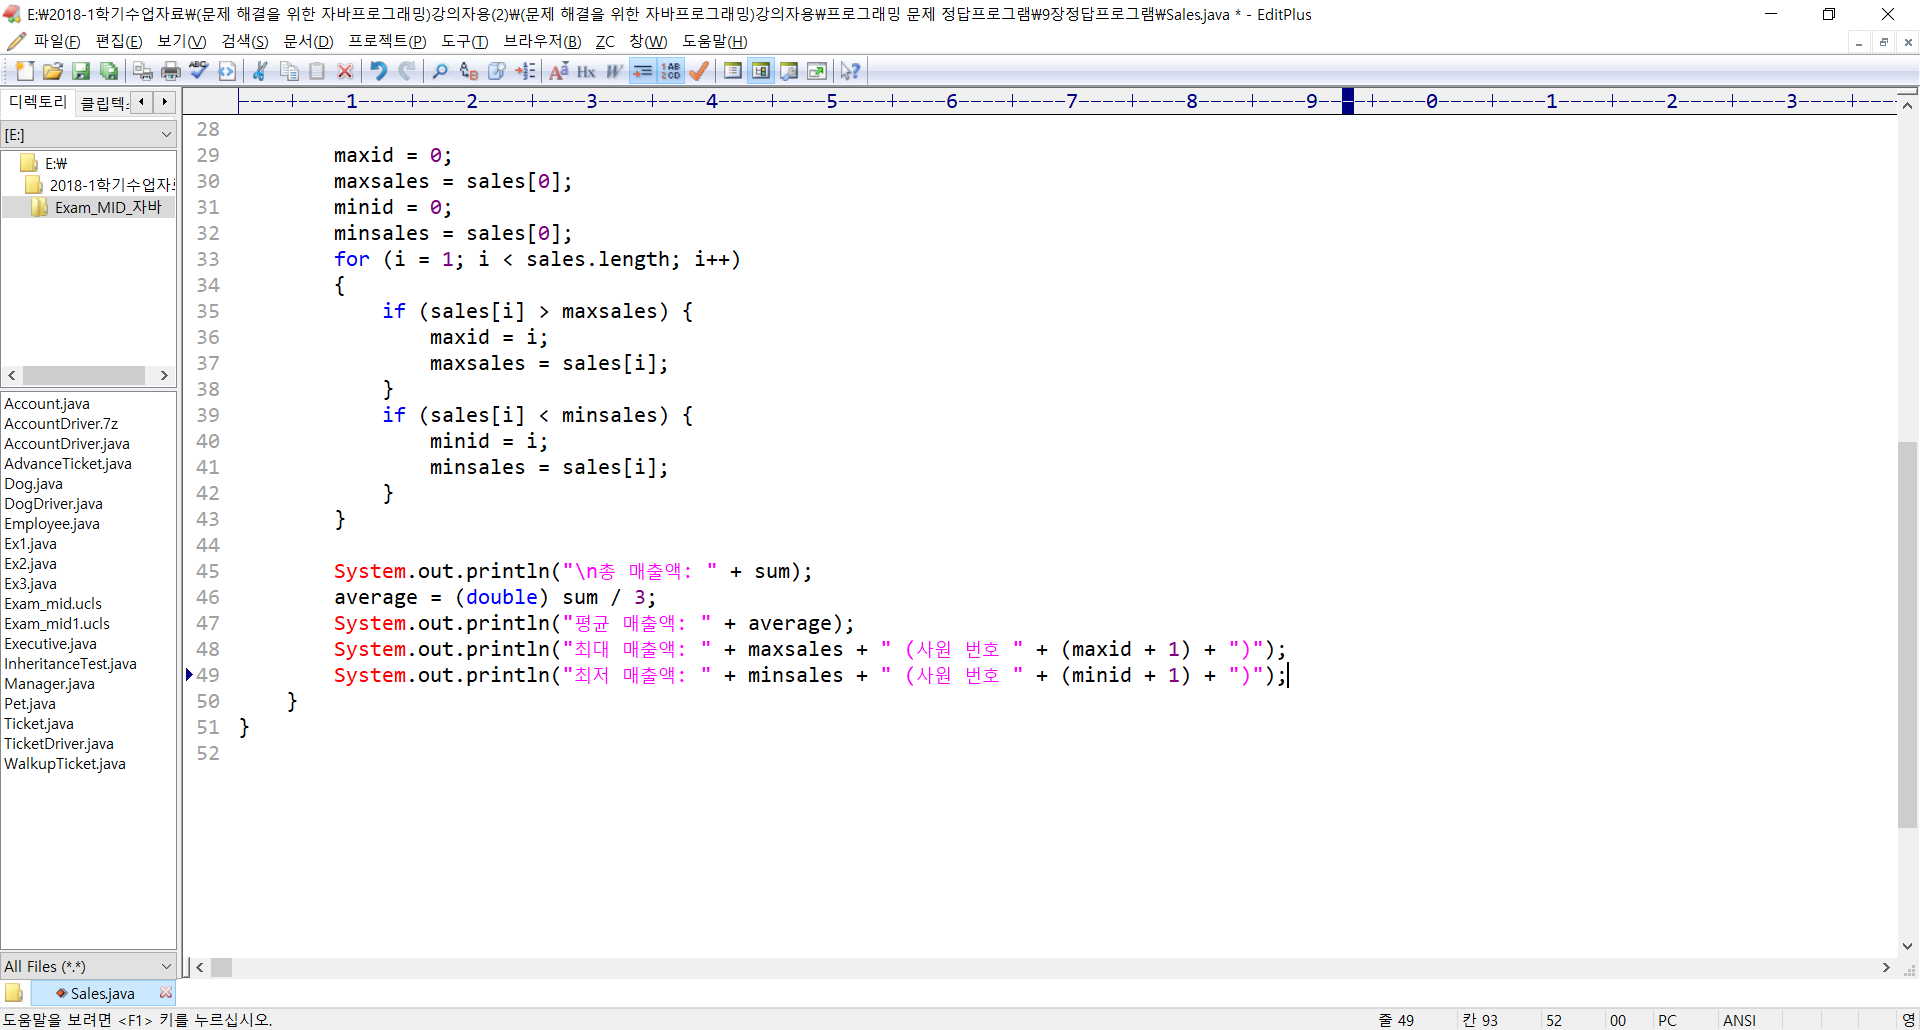 E:\2018-1학기수업자료\(문제 해결을 위한 자바프로그래밍)강의자용(2)\(문제 해결을 위한 자바프로그래밍)강의자용\프로그래밍 문제 정답프로그램\9장정답프로그램\Sales.java * - EditPlus
파일(F) 편집(E) 보기(V) 검색(S) 문서(D) 프로젝트(P) 도구(T) 브라우저(B) ZC 창(W) 도움말(H)
디렉토리 클립텍
----+----1----+----2----+----3----+----4----+----5----+----6----+----7----+----8----+----9----+----0----+----1----+----2----+----3----+----
[E:]
E:\
2018-1학기수업자료
Exam_MID_자바
Account.java
AccountDriver.7z
AccountDriver.java
AdvanceTicket.java
Dog.java
DogDriver.java
Employee.java
Ex1.java
Ex2.java
Ex3.java
Exam_mid.ucls
Exam_mid1.ucls
Executive.java
InheritanceTest.java
Manager.java
Pet.java
Ticket.java
TicketDriver.java
WalkupTicket.java
All Files (*.*)
28
29 maxid = 0;
30 maxsales = sales[0];
31 minid = 0;
32 minsales = sales[0];
33 for (i = 1; i < sales.length; i++)
34 {
35 if (sales[i] > maxsales) {
36 maxid = i;
37 maxsales = sales[i];
38 }
39 if (sales[i] < minsales) {
40 minid = i;
41 minsales = sales[i];
42 }
43 }
44
45 System.out.println("\n총 매출액: " + sum);
46 average = (double) sum / 3;
47 System.out.println("평균 매출액: " + average);
48 System.out.println("최대 매출액: " + maxsales + " (사원 번호 " + (maxid + 1) + ")");
49 System.out.println("최저 매출액: " + minsales + " (사원 번호 " + (minid + 1) + ")");
50 }
51 }
52
Sales.java
도움말을 보려면 <F1> 키를 누르십시오. 줄 49 칸 93 52 00 PC ANSI 영